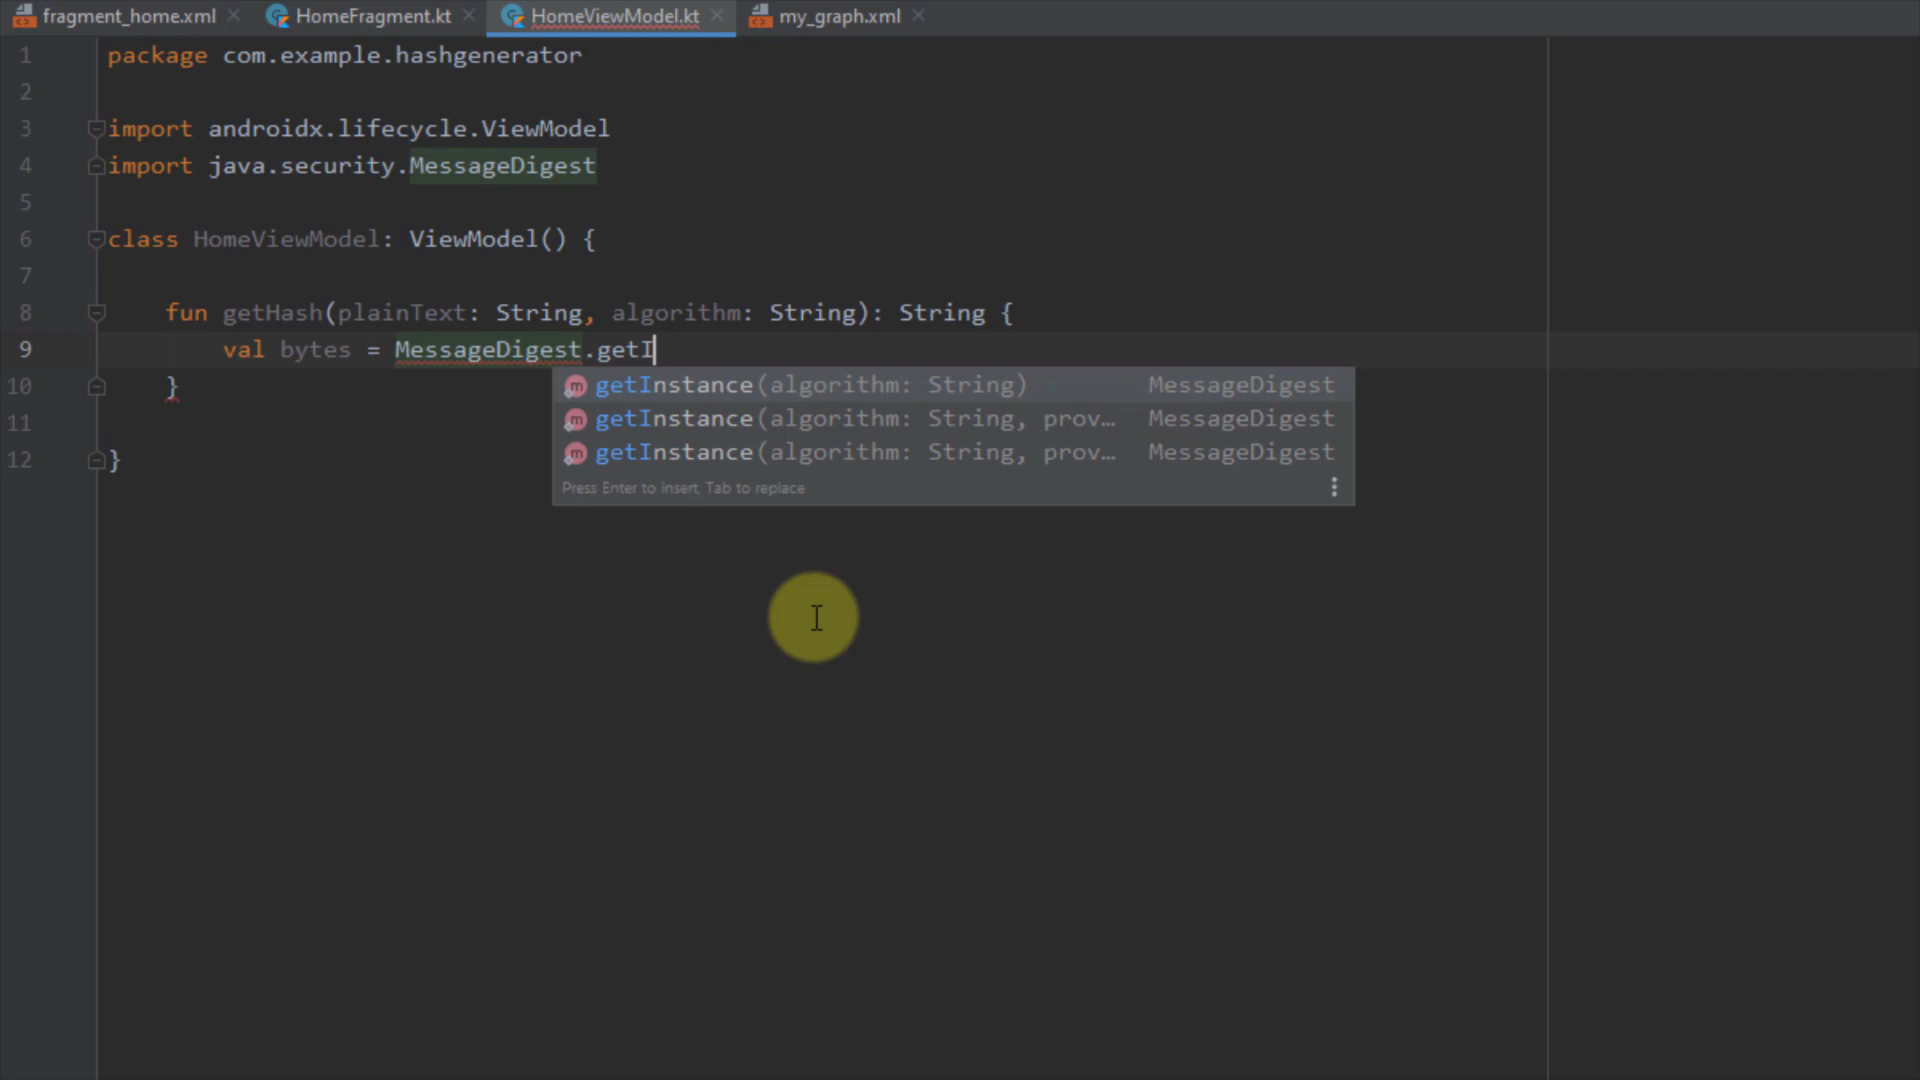 fragment_home.xml HomeFragment.kt HomeViewModel.kt my_graph.xml
1 package com.example.hashgenerator
2
3 import androidx.lifecycle.ViewModel
4 import java.security.MessageDigest
5
6 class HomeViewModel: ViewModel() {
7
8 fun getHash(plainText: String, algorithm: String): String {
9 val bytes = MessageDigest.getI
10 }
getInstance(algorithm: String) MessageDigest
11
getInstance(algorithm: String, prov… MessageDigest
12 }
getInstance(algorithm: String, prov… MessageDigest
Press Enter to insert, Tab to replace